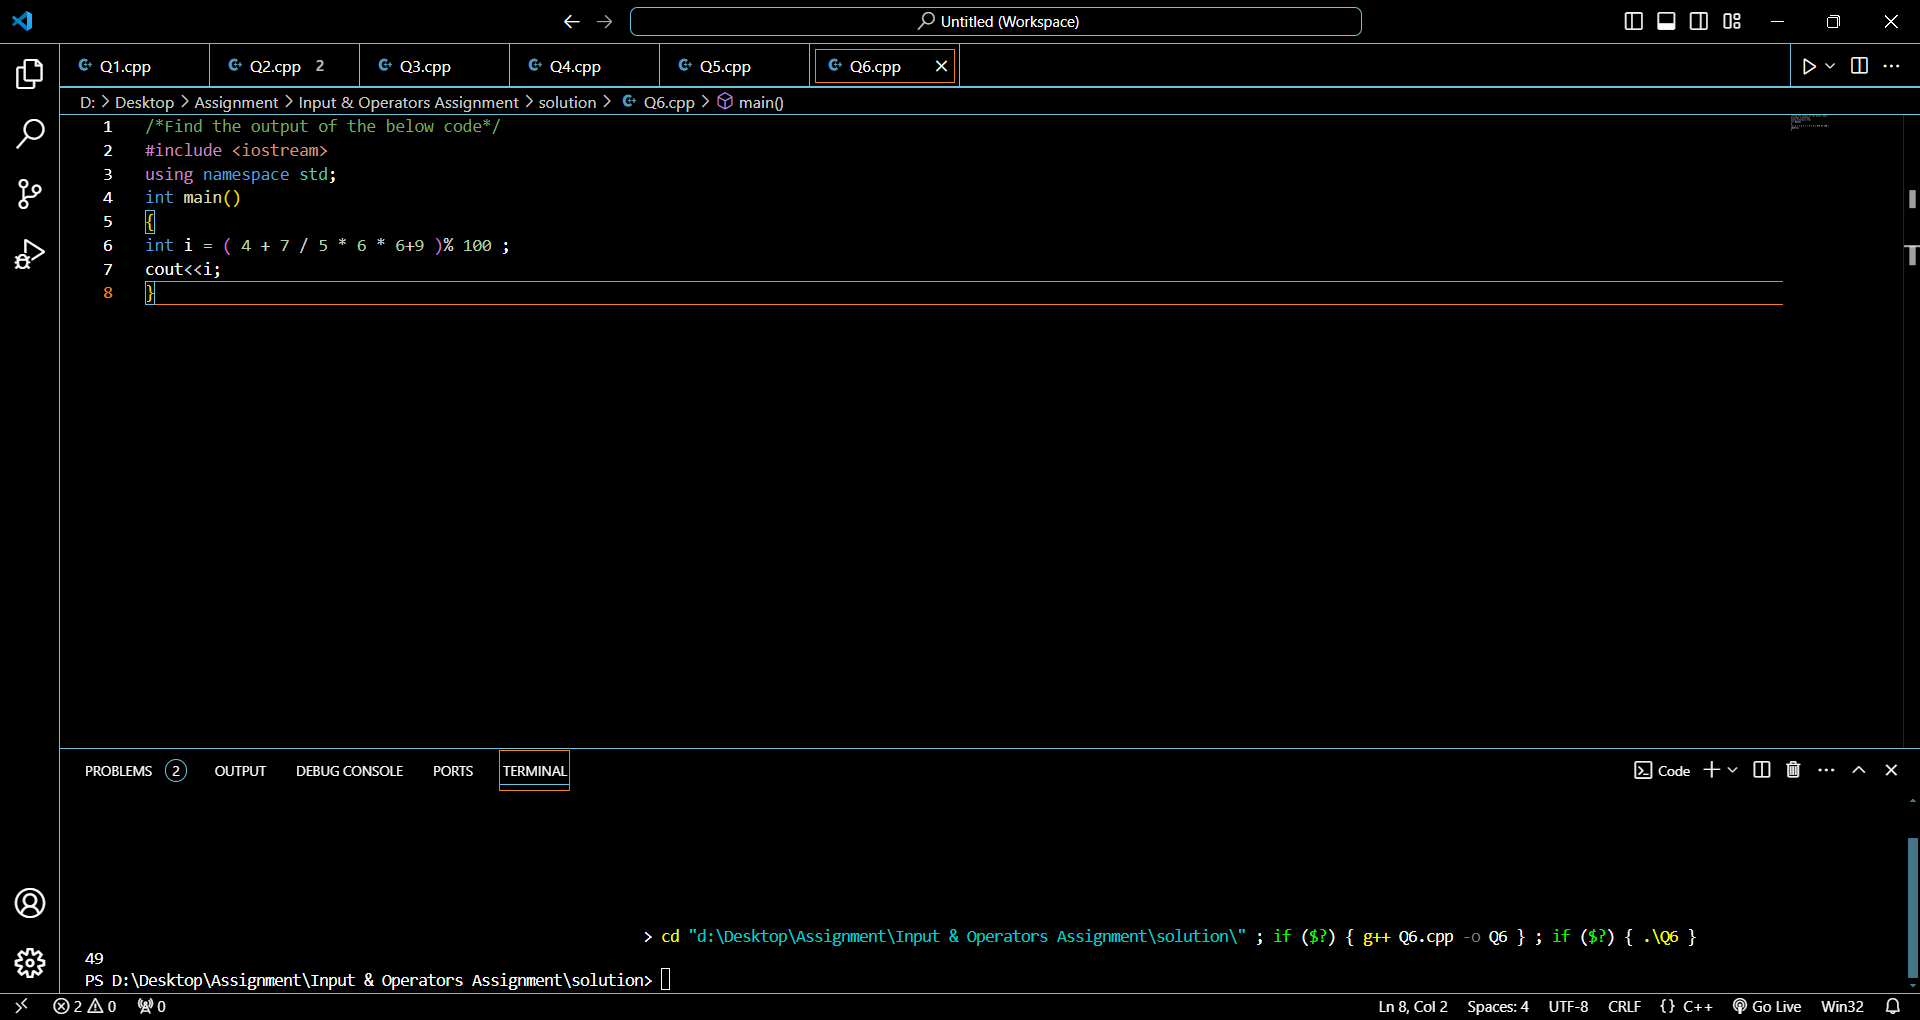 Untitled (Workspace)
Q1.cpp
Q2.cpp 2
Q3.cpp
Q4.cpp
Q5.cpp
Q6.cpp
D: > Desktop > Assignment > Input & Operators Assignment > solution > Q6.cpp > main()
1 /*Find the output of the below code*/
2 #include <iostream>
3 using namespace std;
4 int main()
5 {
6 int i = ( 4 + 7 / 5 * 6 * 6+9 )% 100 ;
7 cout<<i;
8 }
PROBLEMS 2 OUTPUT DEBUG CONSOLE PORTS TERMINAL
Code
> cd "d:\Desktop\Assignment\Input & Operators Assignment\solution\" ; if ($?) { g++ Q6.cpp -o Q6 } ; if ($?) { .\Q6 }
49
PS D:\Desktop\Assignment\Input & Operators Assignment\solution>
2 0 0 Ln 8, Col 2 Spaces: 4 UTF-8 CRLF {} C++ Go Live Win32